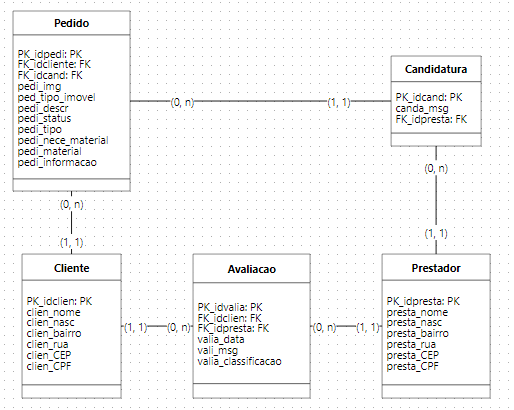 Pedido
PK_idpedi: PK
FK_idcliente: FK
FK_idcand: FK
pedi_img
ped_tipo_imovel
pedi_descr
pedi_status
pedi_tipo
pedi_nece_material
pedi_material
pedi_informacao
Candidatura
PK_idcand: PK
canda_msg
FK_idpresta: FK
(0, n)
(1, 1)
(0, n)
(1, 1)
(0, n)
(1, 1)
Cliente
PK_idclien: PK
clien_nome
clien_nasc
clien_bairro
clien_rua
clien_CEP
clien_CPF
(1, 1)
(0, n)
Avaliacao
PK_idvalia: PK
FK_idclien: FK
FK_idpresta: FK
valia_data
vali_msg
valia_classificacao
(0, n)
(1, 1)
Prestador
PK_idpresta: PK
presta_nome
presta_nasc
presta_bairro
presta_rua
presta_CEP
presta_CPF